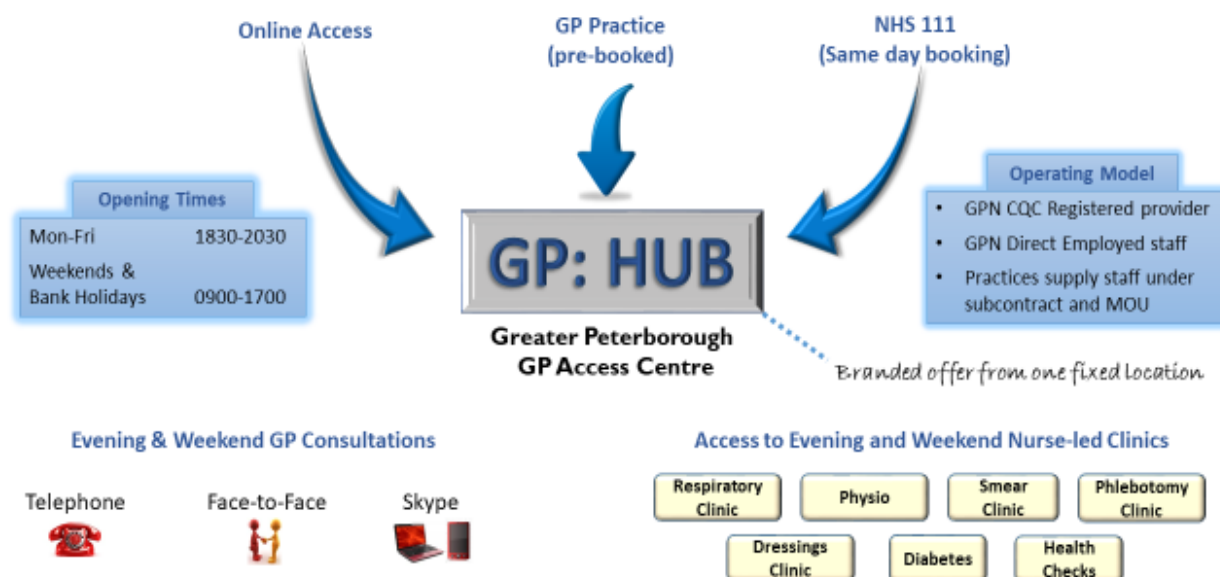 Online Access
GP Practice
(pre-booked)
NHS 111
(Same day booking)
Opening Times
Mon-Fri 1830-2030
Weekends &
Bank Holidays 0900-1700
GP: HUB
Greater Peterborough
GP Access Centre
Operating Model
• GPN CQC Registered provider
• GPN Direct Employed staff
• Practices supply staff under
subcontract and MOU
Branded offer from one fixed location
Evening & Weekend GP Consultations
Telephone
Face-to-Face
Skype
Access to Evening and Weekend Nurse-led Clinics
Respiratory
Clinic
Physio
Smear
Clinic
Phlebotomy
Clinic
Dressings
Clinic
Diabetes
Health
Checks